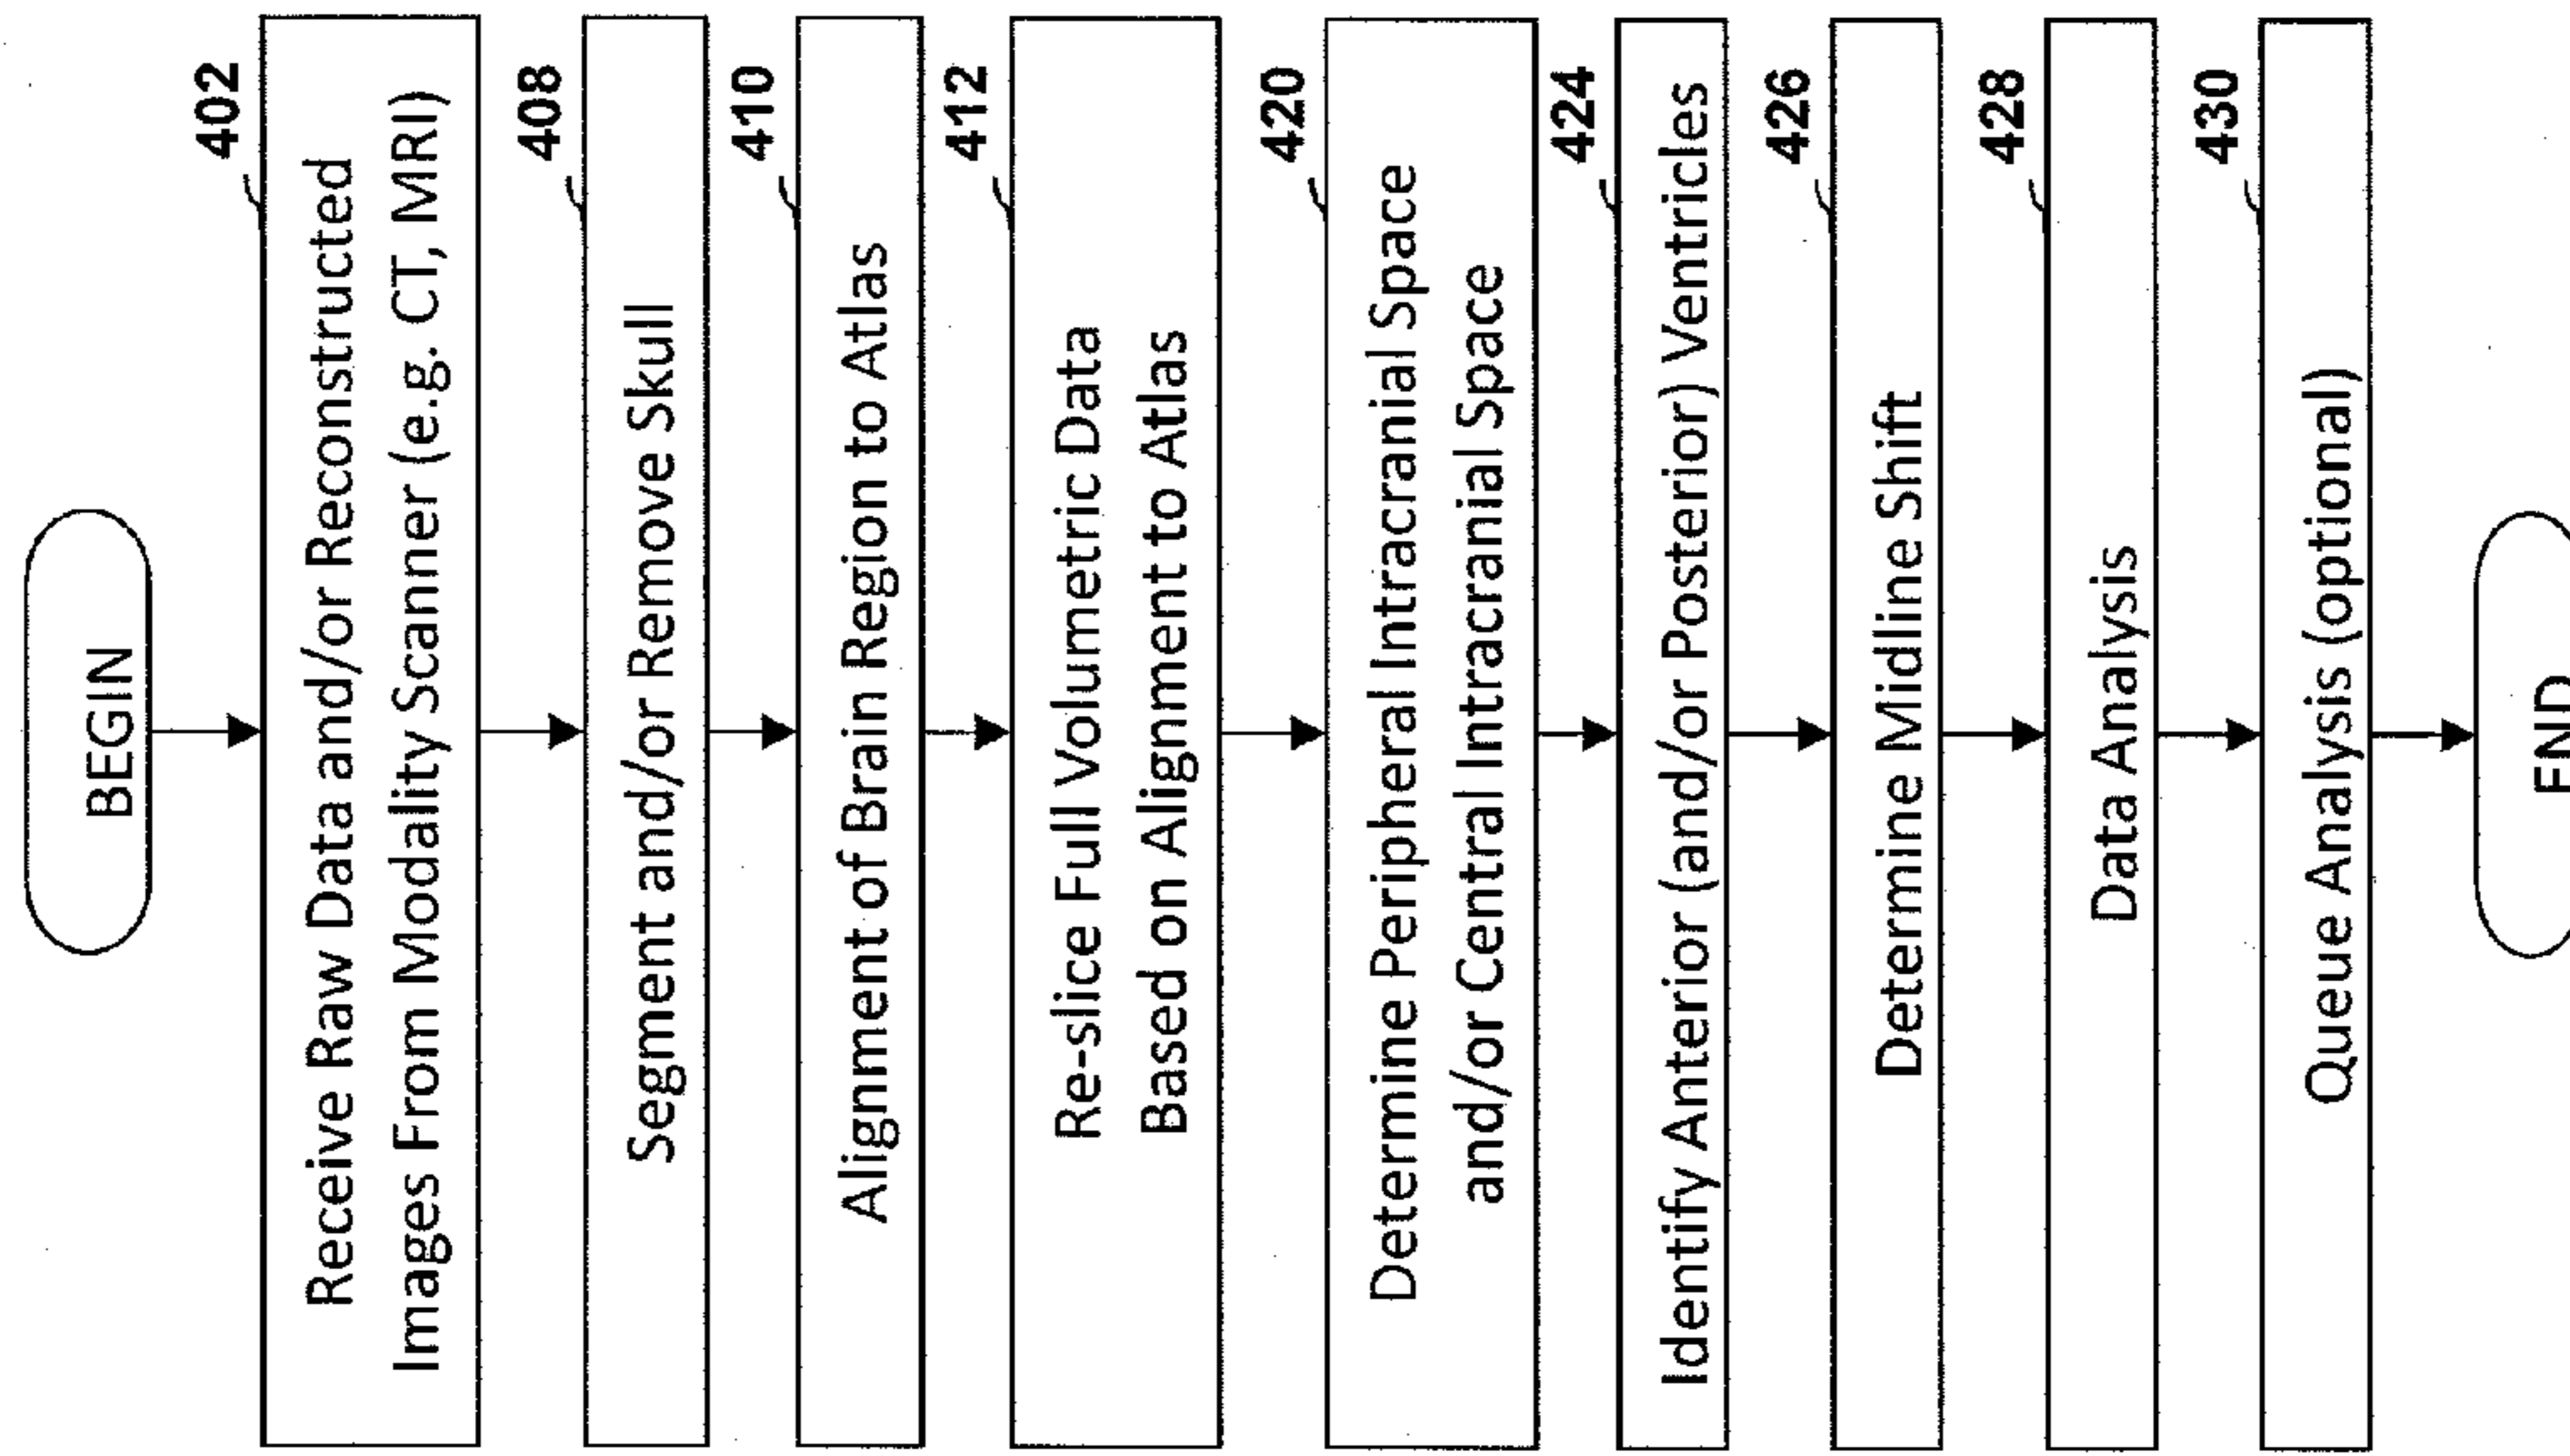 BEGIN
402
Receive Raw Data and/or Reconstructed
Images From Modality Scanner (e.g. CT, MRI)
408
Segment and/or Remove Skull
410
Alignment of Brain Region to Atlas
412
Re-slice Full Volumetric Data
Based on Alignment to Atlas
420
Determine Peripheral Intracranial Space
and/or Central Intracranial Space
424
Identify Anterior (and/or Posterior) Ventricles
426
Determine Midline Shift
428
Data Analysis
430
Queue Analysis (optional)
END